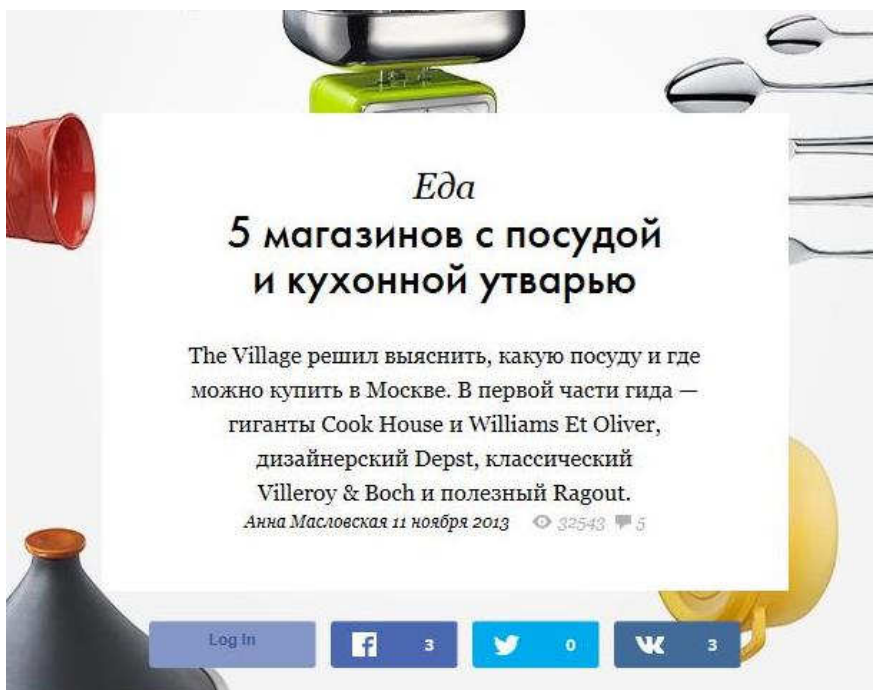 Еда
5 магазинов с посудой
и кухонной утварью
The Village решил выяснить, какую посуду и где
можно купить в Москве. В первой части гида —
гиганты Cook House и Williams Et Oliver,
дизайнерский Depst, классический
Villeroy & Boch и полезный Ragout.
Анна Масловская 11 ноября 2013 32543 5
Log In 3 0 3